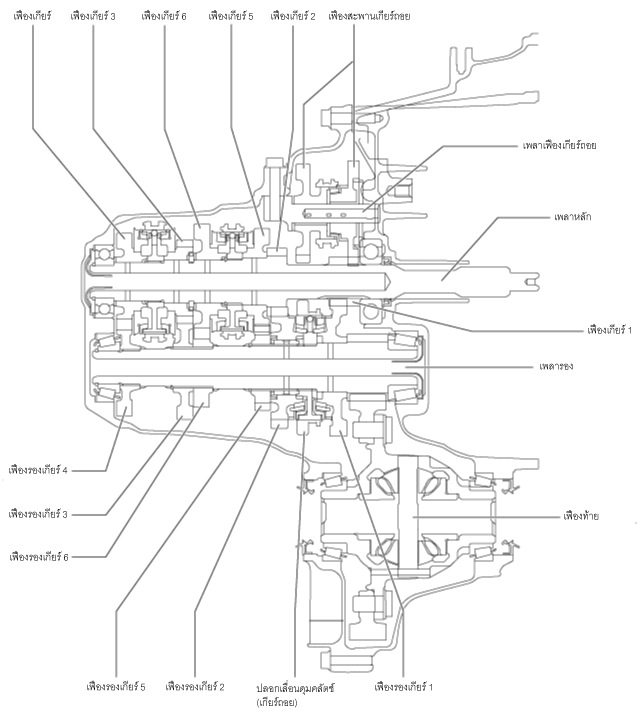 เฟืองเกียร์
เฟืองเกียร์ 3
เฟืองเกียร์ 6
เฟืองเกียร์ 5
เฟืองเกียร์ 2
เฟืองสะพานเกียร์ถอย
เพลาเฟืองเกียร์ถอย
เพลาหลัก
เฟืองเกียร์ 1
เพลารอง
เฟืองรองเกียร์ 4
เฟืองรองเกียร์ 3
เฟืองท้าย
เฟืองรองเกียร์ 6
เฟืองรองเกียร์ 5
เฟืองรองเกียร์ 2
ปลอกเลื่อนดุมคลัตช์
(เกียร์ถอย)
เฟืองรองเกียร์ 1